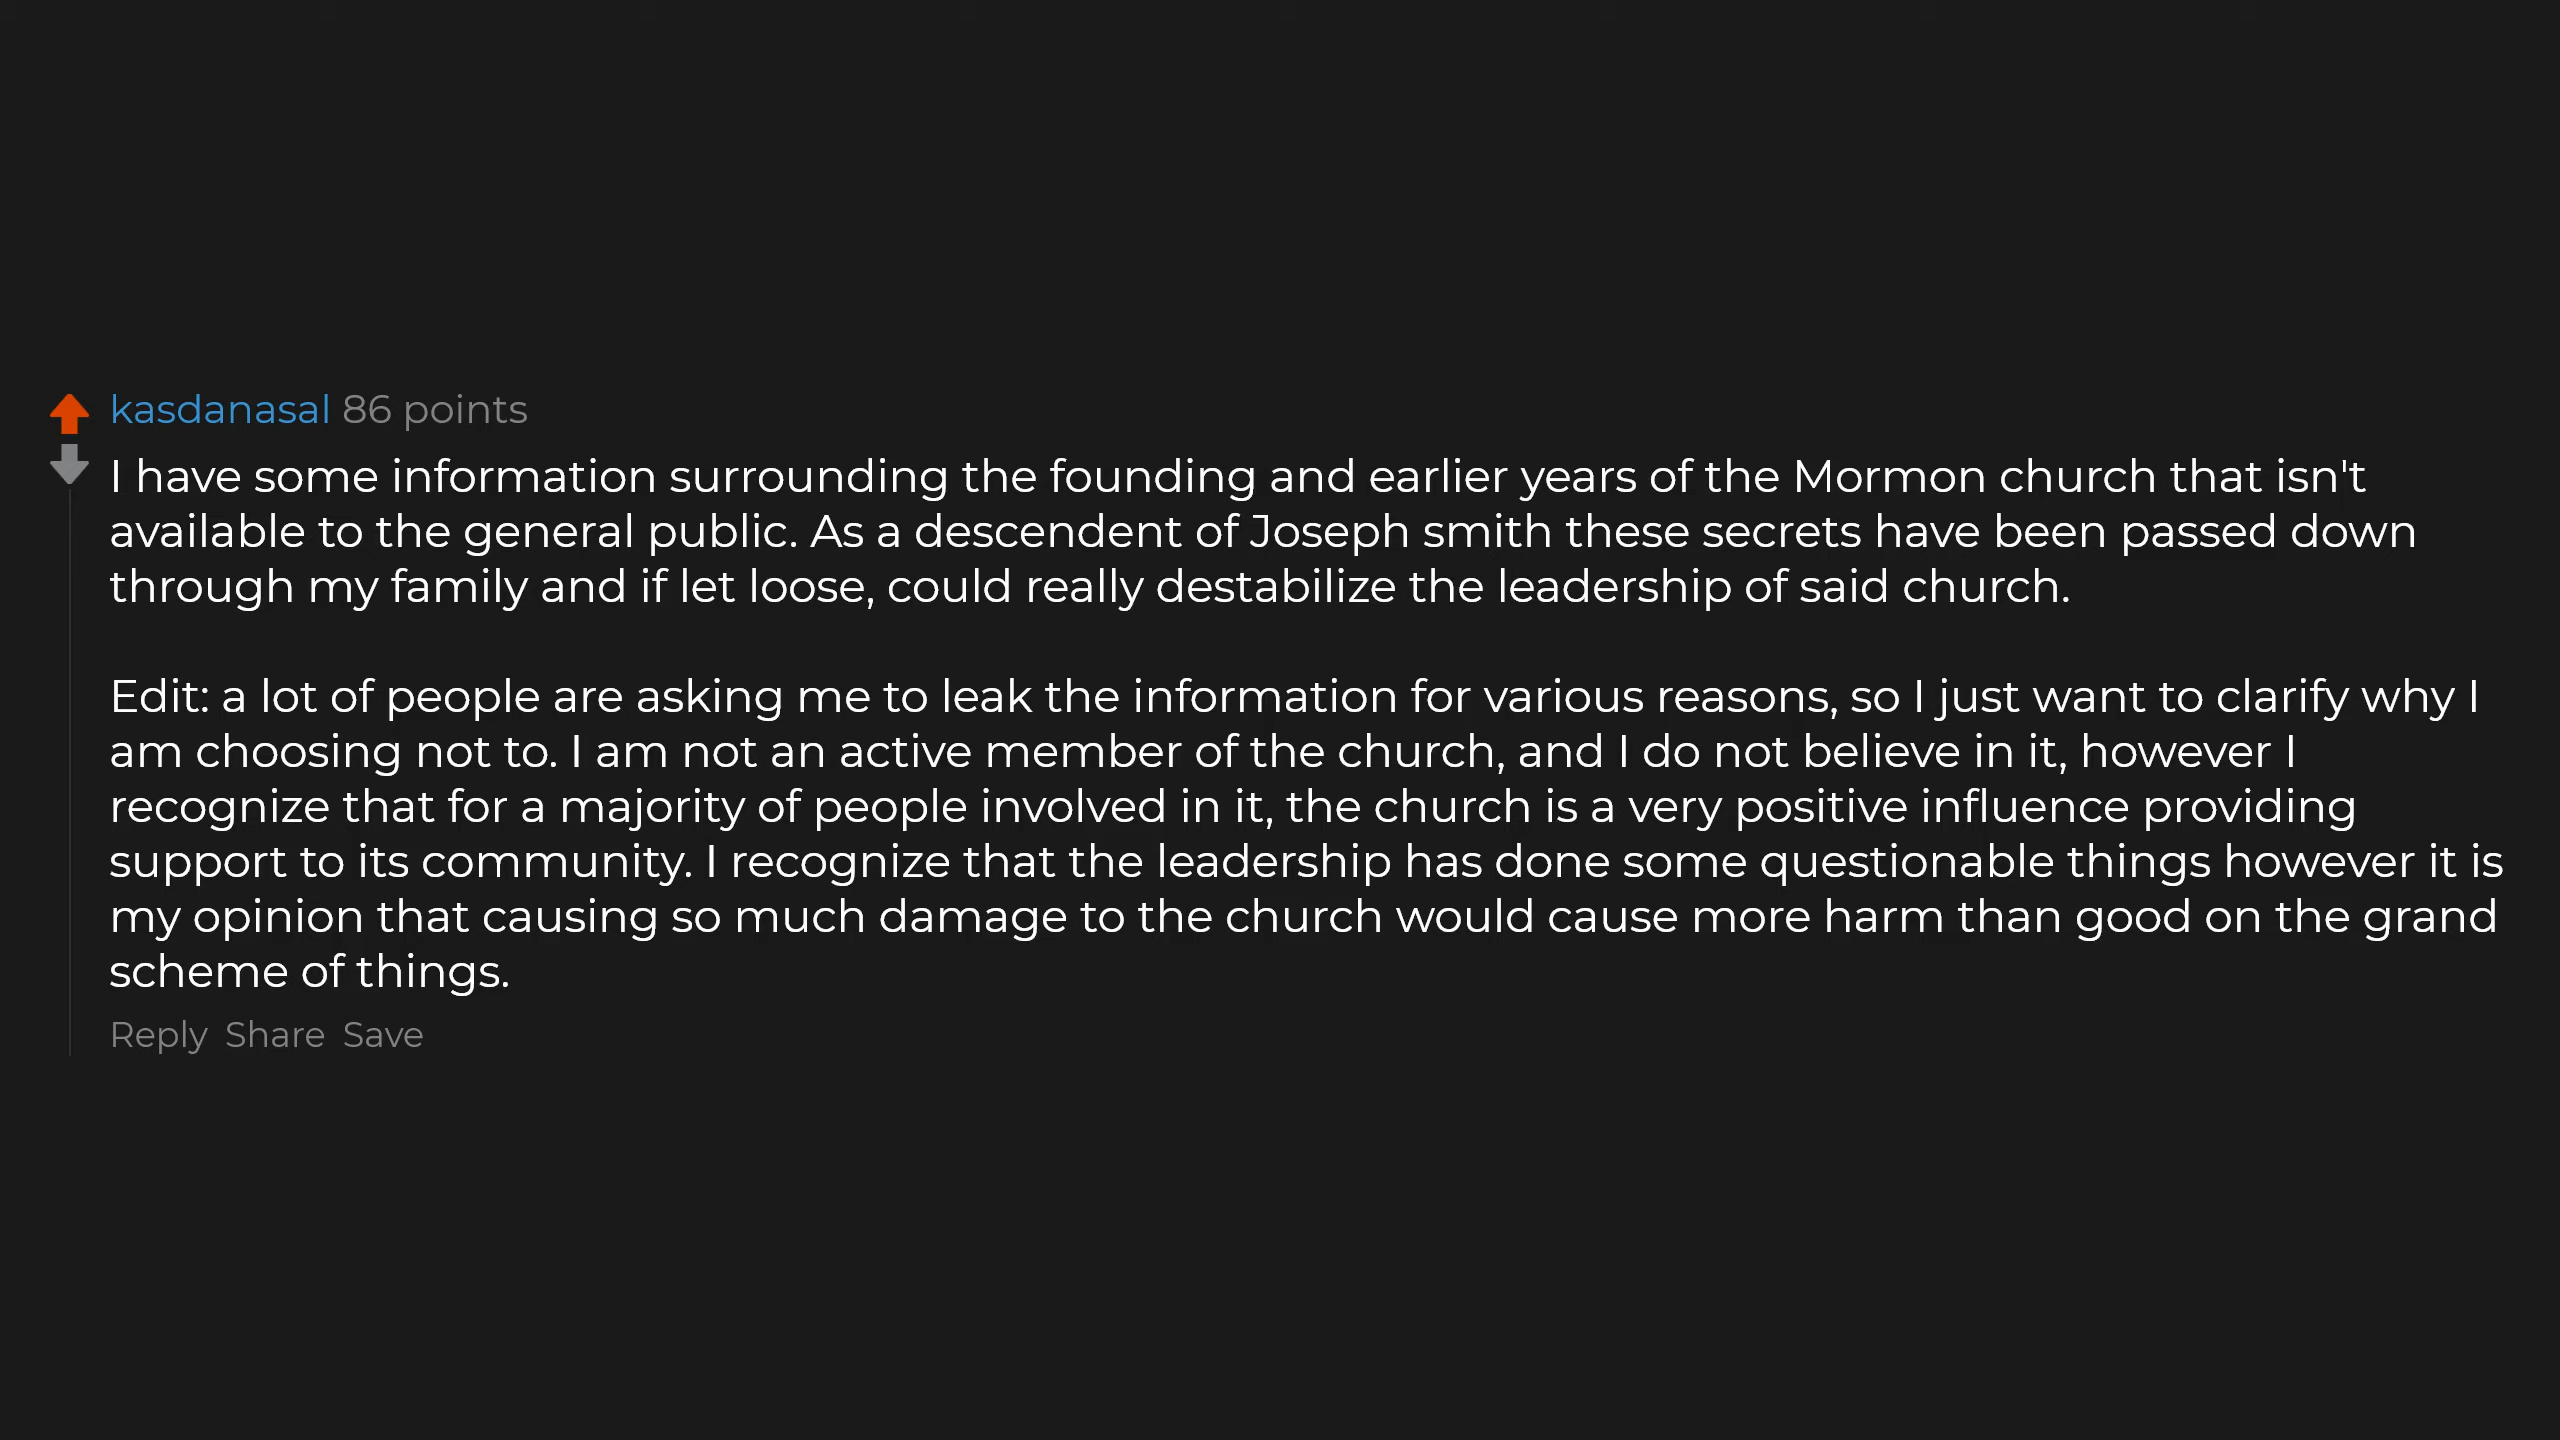 kasdanasal 86 points
I have some information surrounding the founding and earlier years of the Mormon church that isn't
available to the general public. As a descendent of Joseph smith these secrets have been passed down
through my family and if let loose, could really destabilize the leadership of said church.
Edit: a lot of people are asking me to leak the information for various reasons, so I just want to clarify why I
am choosing not to. I am not an active member of the church, and I do not believe in it, however I
recognize that for a majority of people involved in it, the church is a very positive influence providing
support to its community. I recognize that the leadership has done some questionable things however it is
my opinion that causing so much damage to the church would cause more harm than good on the grand
scheme of things.
Reply Share Save